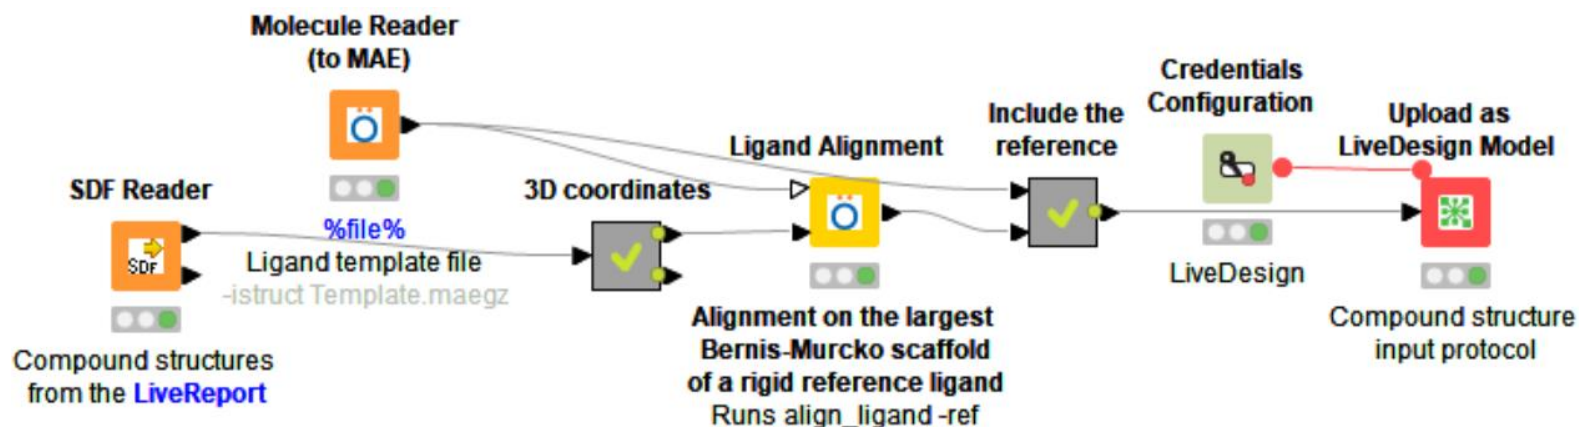 Molecule Reader
(to MAE)
SDF Reader
SDF
Compound structures
from the LiveReport
%file%
Ligand template file
-istruct Template.maegz
3D coordinates
Ligand Alignment
Alignment on the largest
Bernis-Murcko scaffold
of a rigid reference ligand
Runs align_ligand -ref
Include the
reference
Credentials
Configuration
LiveDesign
Upload as
LiveDesign Model
Compound structure
input protocol